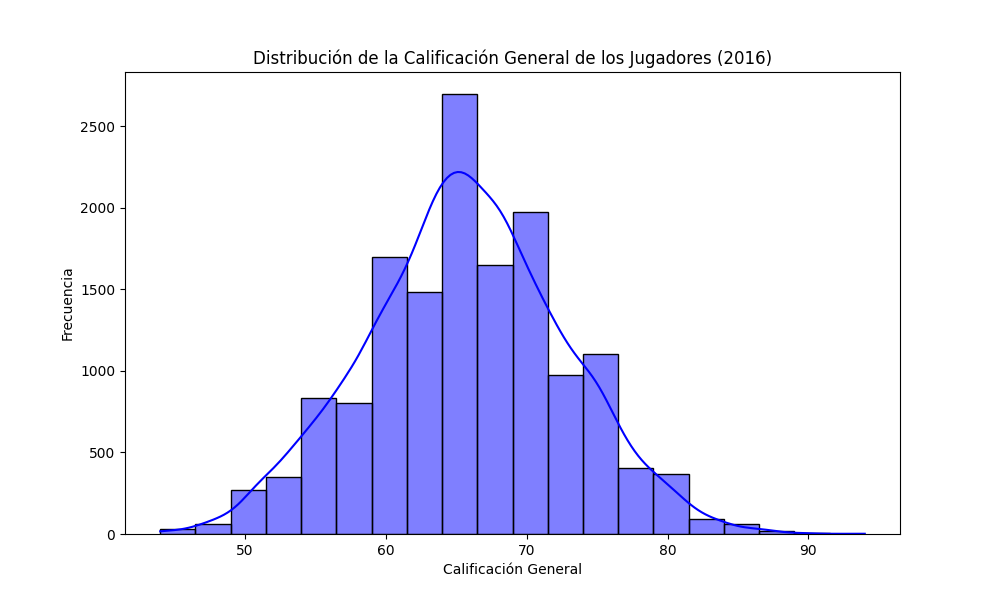 Distribución de la Calificación General de los Jugadores (2016)
2500
2000
1500
1000
500
0
Frecuencia
50 60 70 80 90
Calificación General